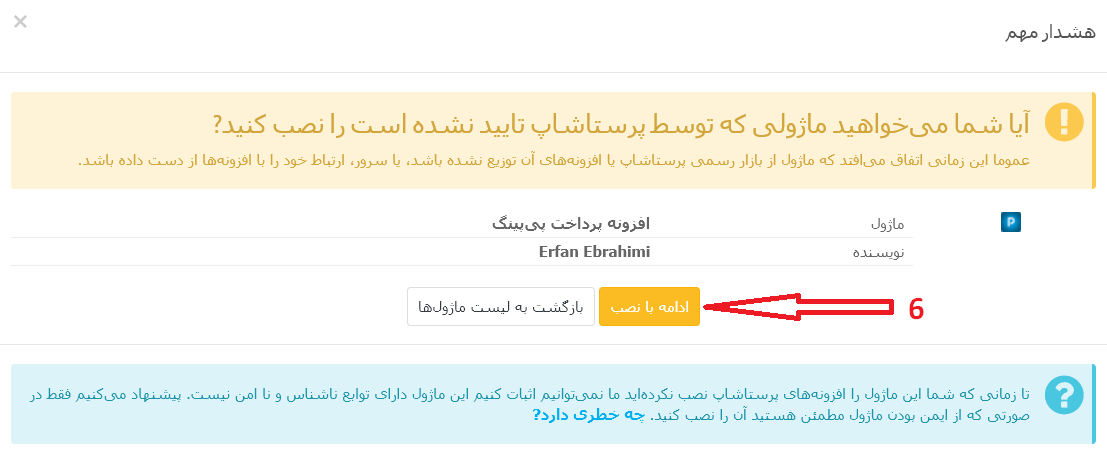 ×
هشدار مهم
آیا شما می‌خواهید ماژولی که توسط پرستاشاپ تایید نشده است را نصب کنید?
عموما این زمانی اتفاق می‌افتد که ماژول از بازار رسمی پرستاشاپ یا افزونه‌های آن توزیع نشده باشد، یا سرور، ارتباط خود را با افزونه‌ها از دست داده باشد.
P
ماژول افزونه پرداخت پی‌پینگ
نویسنده Erfan Ebrahimi
ادامه با نصب بازگشت به لیست ماژول‌ها
6
تا زمانی که شما این ماژول را افزونه‌های پرستاشاپ نصب نکرده‌اید ما نمی‌توانیم اثبات کنیم این ماژول دارای توابع ناشناس و نا امن نیست. پیشنهاد می‌کنیم فقط در
صورتی که از ایمن بودن ماژول مطمئن هستید آن را نصب کنید. چه خطری دارد?